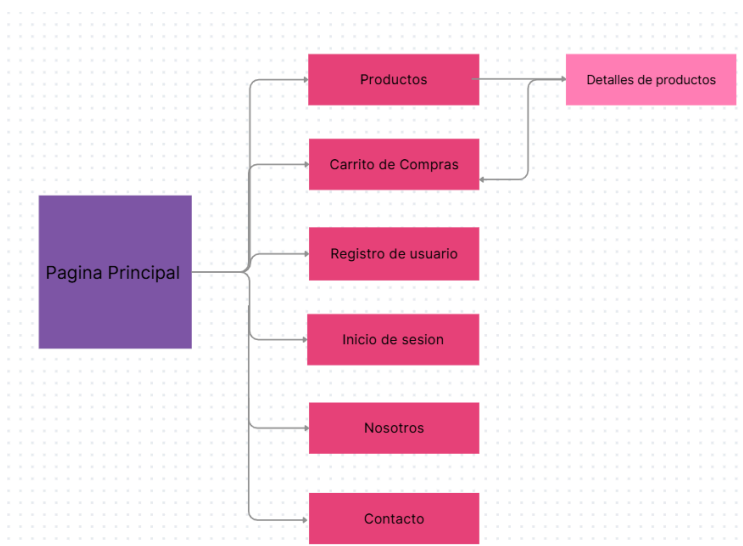 Productos
Detalles de productos
Carrito de Compras
Registro de usuario
Pagina Principal
Inicio de sesion
Nosotros
Contacto